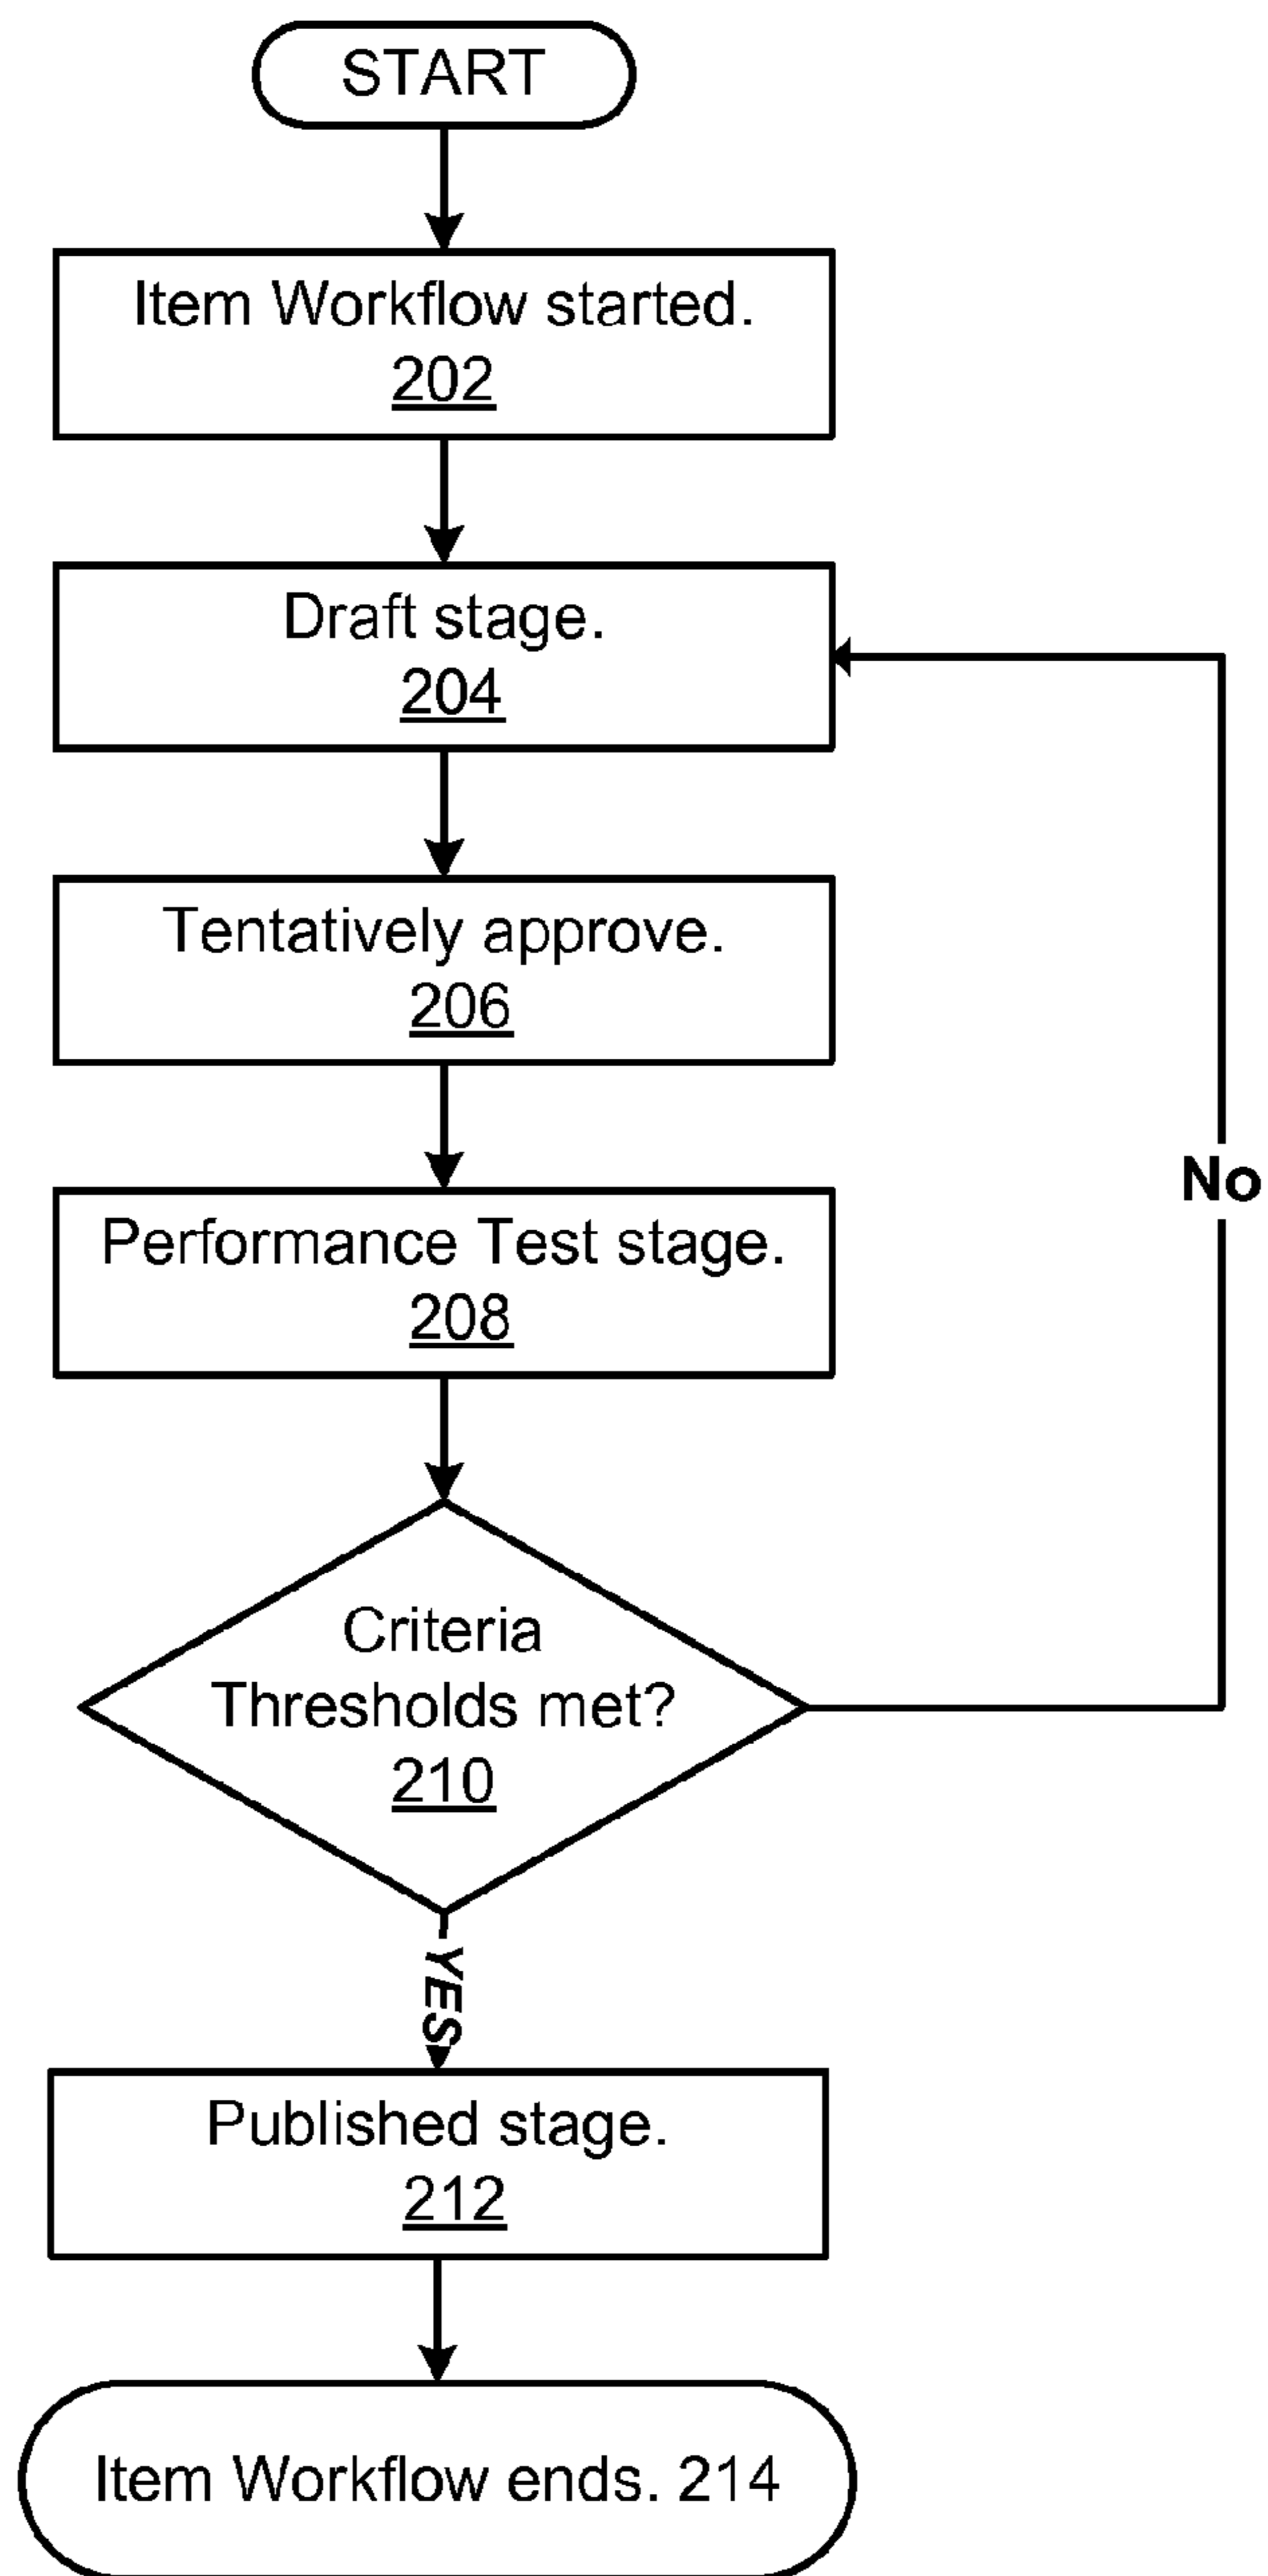 START
Item Workflow started.
202
Draft stage.
204
Tentatively approve.
206
Performance Test stage.
208
No
Criteria
Thresholds met?
210
YES
Published stage.
212
Item Workflow ends. 214